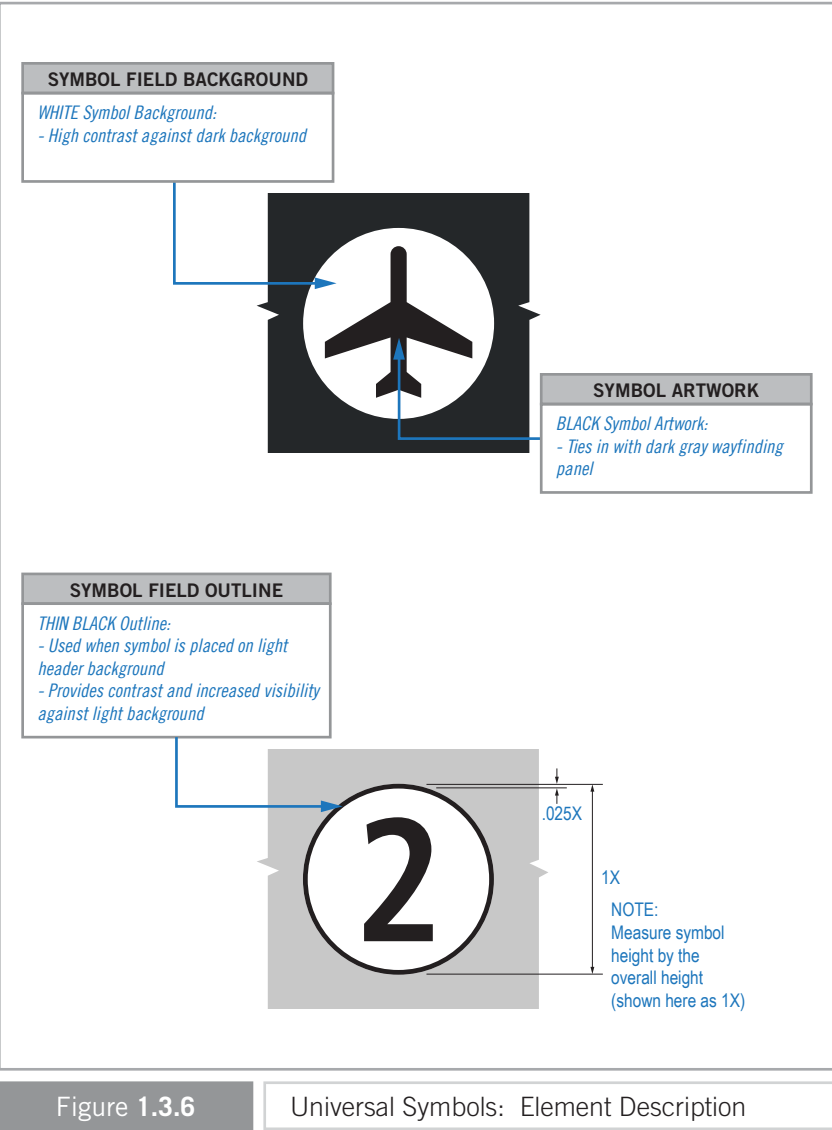 SYMBOL FIELD BACKGROUND
WHITE Symbol Background:
- High contrast against dark background
SYMBOL ARTWORK
BLACK Symbol Artwork:
- Ties in with dark gray wayfinding
panel
SYMBOL FIELD OUTLINE
THIN BLACK Outline:
- Used when symbol is placed on light
header background
- Provides contrast and increased visibility
against light background
2
.025X
1X
NOTE:
Measure symbol
height by the
overall height
(shown here as 1X)
Figure 1.3.6
Universal Symbols: Element Description